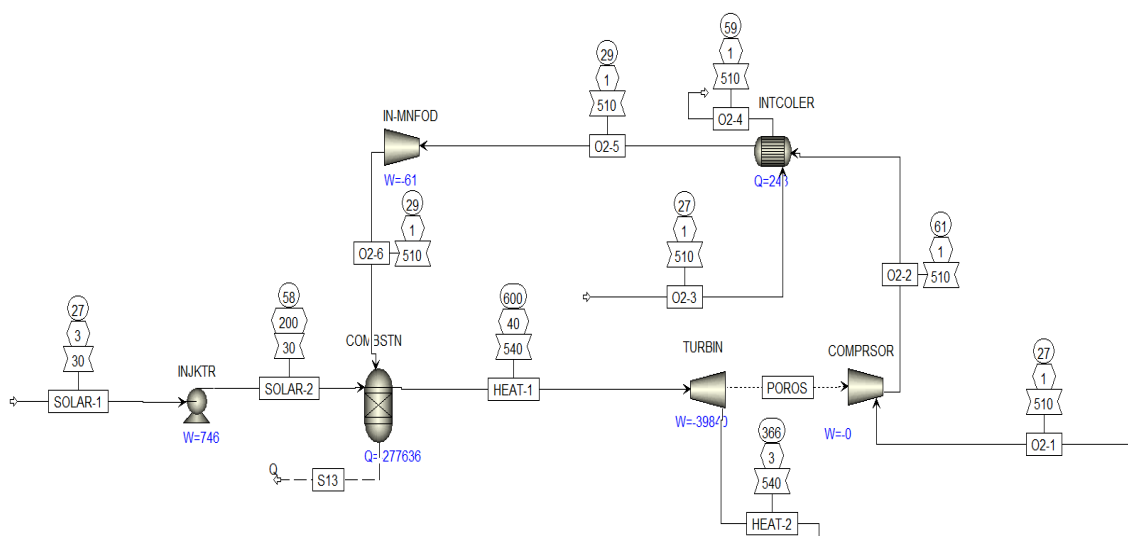 59
1
510
O2-4
INTCOLER
29
1
510
O2-5
IN-MNFOD
W=-61
Q=248
29
1
510
O2-6
27
1
510
O2-3
61
1
510
O2-2
27
3
30
SOLAR-1
INJKTR
W=746
58
200
30
SOLAR-2
COMBSTN
Q=-277636
Q
S13
600
40
540
HEAT-1
TURBIN
W=-39840
POROS
COMPRSOR
W=-0
27
1
510
O2-1
366
3
540
HEAT-2